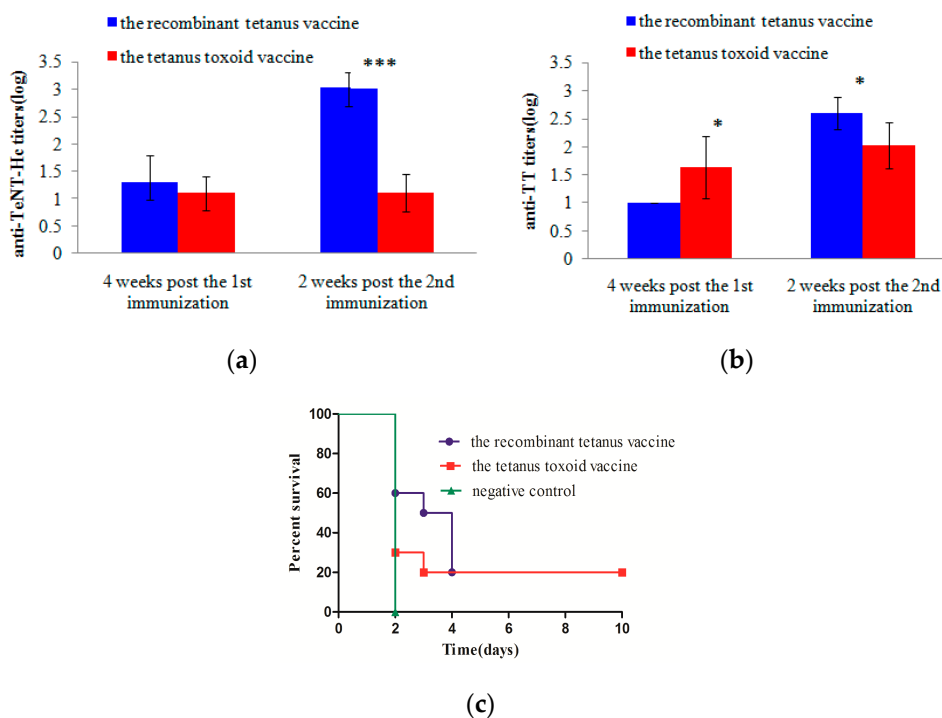 (a)
the recombinant tetanus vaccine
the tetanus toxoid vaccine
anti-TeNT-Hc titers(log)
3.5
3
2.5
2
1.5
1
0.5
0
***
4 weeks post the 1st
immunization
2 weeks post the 2nd
immunization
(b)
the recombinant tetanus vaccine
the tetanus toxoid vaccine
anti-TT titers(log)
3.5
3
2.5
2
1.5
1
0.5
0
*
*
4 weeks post the 1st
immunization
2 weeks post the 2nd
immunization
(a)
(b)
Percent survival
100
80
60
40
20
0
the recombinant tetanus vaccine
the tetanus toxoid vaccine
negative control
0
2
4
6
8
10
Time(days)
(c)